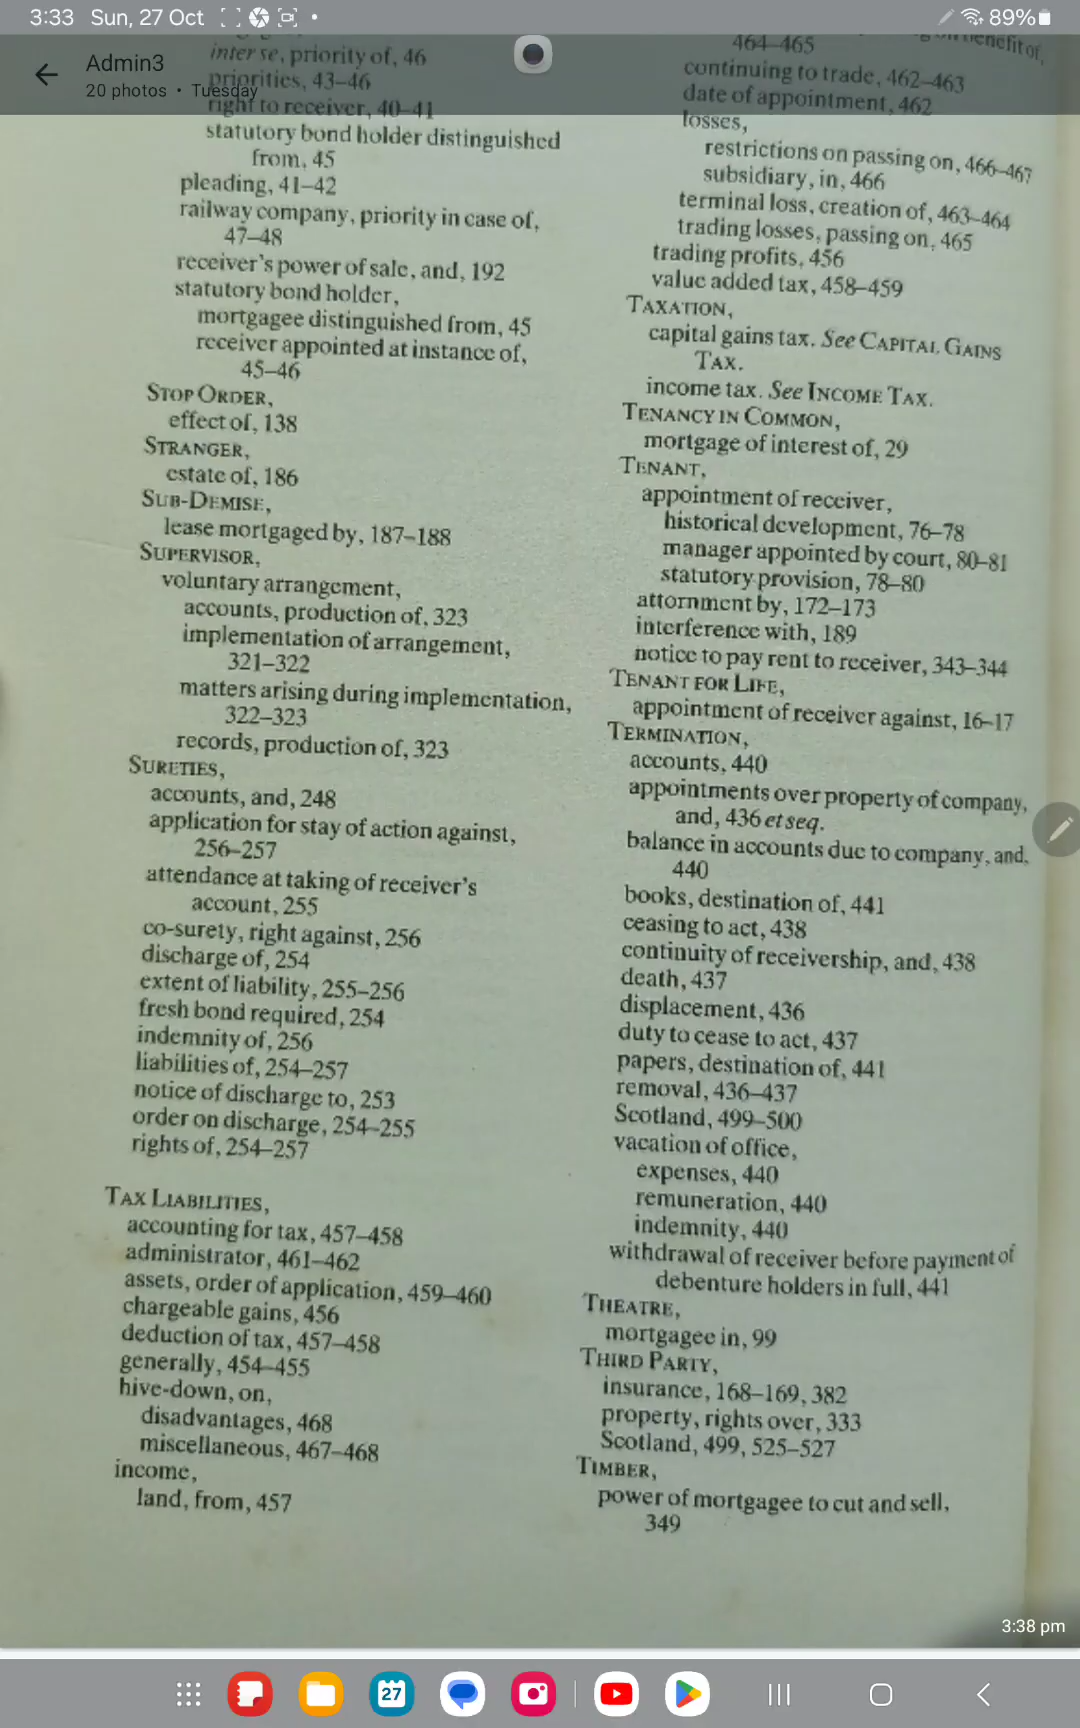 3:33 Sun, 27 Oct
89%
Admin3
20 photos • Tuesday
inter se, priority of, 46
priorities, 43–46
right to receiver, 40–41
statutory bond holder distinguished
from, 45
pleading, 41–42
railway company, priority in case of,
47–48
receiver's power of sale, and, 192
statutory bond holder,
mortgagee distinguished from, 45
receiver appointed at instance of,
45–46
STOP ORDER,
effect of, 138
STRANGER,
estate of, 186
SUB-DEMISE,
lease mortgaged by, 187–188
SUPERVISOR,
voluntary arrangement,
accounts, production of, 323
implementation of arrangement,
321–322
matters arising during implementation,
322–323
records, production of, 323
SURETIES,
accounts, and, 248
application for stay of action against,
256–257
attendance at taking of receiver's
account, 255
co-surety, right against, 256
discharge of, 254
extent of liability, 255–256
fresh bond required, 254
indemnity of, 256
liabilities of, 254–257
notice of discharge to, 253
order on discharge, 254–255
rights of, 254–257
TAX LIABILITIES,
accounting for tax, 457–458
administrator, 461–462
assets, order of application, 459–460
chargeable gains, 456
deduction of tax, 457–458
generally, 454–455
hive-down, on,
disadvantages, 468
miscellaneous, 467–468
income,
land, from, 457
benefit of,
464–465
continuing to trade, 462–463
date of appointment, 462
losses,
restrictions on passing on, 466–467
subsidiary, in, 466
terminal loss, creation of, 463–464
trading losses, passing on, 465
trading profits, 456
value added tax, 458–459
TAXATION,
capital gains tax. See CAPITAL GAINS
TAX.
income tax. See INCOME TAX.
TENANCY IN COMMON,
mortgage of interest of, 29
TENANT,
appointment of receiver,
historical development, 76–78
manager appointed by court, 80–81
statutory provision, 78–80
attornment by, 172–173
interference with, 189
notice to pay rent to receiver, 343–344
TENANT FOR LIFE,
appointment of receiver against, 16–17
TERMINATION,
accounts, 440
appointments over property of company,
and, 436 et seq.
balance in accounts due to company, and,
440
books, destination of, 441
ceasing to act, 438
continuity of receivership, and, 438
death, 437
displacement, 436
duty to cease to act, 437
papers, destination of, 441
removal, 436–437
Scotland, 499–500
vacation of office,
expenses, 440
remuneration, 440
indemnity, 440
withdrawal of receiver before payment of
debenture holders in full, 441
THEATRE,
mortgagee in, 99
THIRD PARTY,
insurance, 168–169, 382
property, rights over, 333
Scotland, 499, 525–527
TIMBER,
power of mortgagee to cut and sell,
349
3:38 pm
27